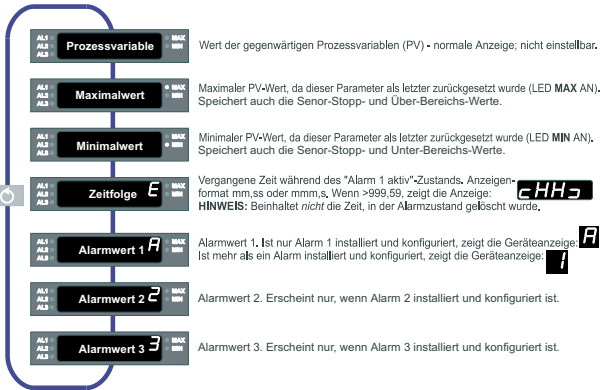 AL1 AL2 AL3 Prozessvariable MAX MIN
Wert der gegenwärtigen Prozessvariablen (PV) - normale Anzeige; nicht einstellbar.
AL1 AL2 AL3 Maximalwert MAX MIN
Maximaler PV-Wert, da dieser Parameter als letzter zurückgesetzt wurde (LED MAX AN).
Speichert auch die Senor-Stopp- und Über-Bereichs-Werte.
AL1 AL2 AL3 Minimalwert MAX MIN
Minimaler PV-Wert, da dieser Parameter als letzter zurückgesetzt wurde (LED MIN AN).
Speichert auch die Senor-Stopp- und Unter-Bereichs-Werte.
AL1 AL2 AL3 Zeitfolge E MAX MIN
Vergangene Zeit während des "Alarm 1 aktiv"-Zustands. Anzeigen-
format mm,ss oder mmm,s. Wenn >999,59, zeigt die Anzeige:
HINWEIS: Beinhaltet nicht die Zeit, in der Alarmzustand gelöscht wurde.
AL1 AL2 AL3 Alarmwert 1 A MAX MIN
Alarmwert 1. Ist nur Alarm 1 installiert und konfiguriert, zeigt die Geräteanzeige: A
Ist mehr als ein Alarm installiert und konfiguriert, zeigt die Geräteanzeige: 1
AL1 AL2 AL3 Alarmwert 2 2 MAX MIN
Alarmwert 2. Erscheint nur, wenn Alarm 2 installiert und konfiguriert ist.
AL1 AL2 AL3 Alarmwert 3 3 MAX MIN
Alarmwert 3. Erscheint nur, wenn Alarm 3 installiert und konfiguriert ist.